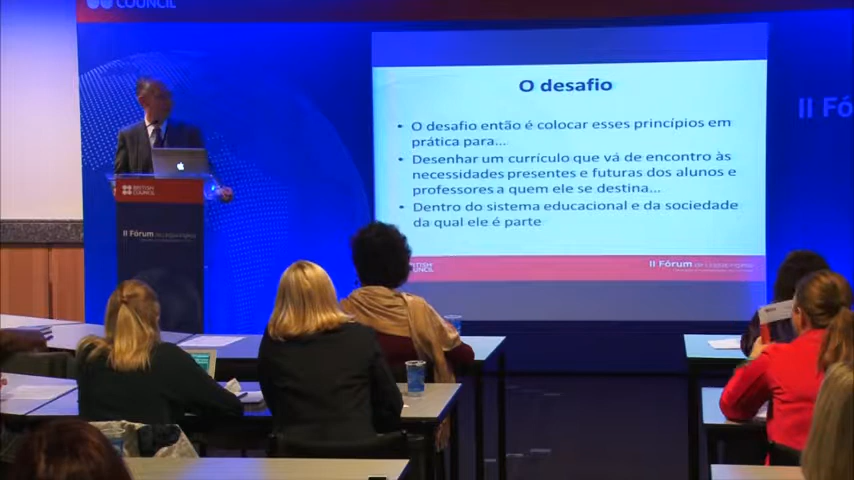 COUNCIL
O desafio
• O desafio então é colocar esses princípios em
prática para...
• Desenhar um currículo que vá de encontro às
necessidades presentes e futuras dos alunos e
professores a quem ele se destina...
• Dentro do sistema educacional e da sociedade
da qual ele é parte
II FÓ
BRITISH
COUNCIL
II Fórum
COUNCIL
II Fórum